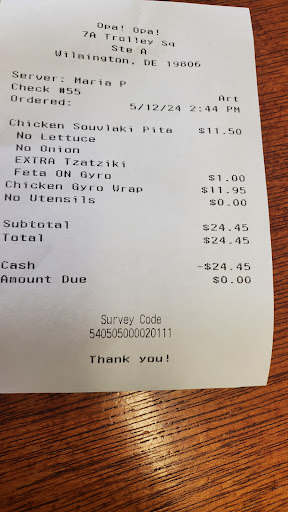 Opa! Opa!
7A Trolley Sq
Ste A
Wilmington, DE 19806
Server: Maria P
Check #55 Art
Ordered: 5/12/24 2:44 PM
Chicken Souvlaki Pita $11.50
No Lettuce
No Onion
EXTRA Tzatziki
Feta ON Gyro $1.00
Chicken Gyro Wrap $11.95
No Utensils $0.00
Subtotal $24.45
Total $24.45
Cash -$24.45
Amount Due $0.00
Survey Code
540505000020111
Thank you!